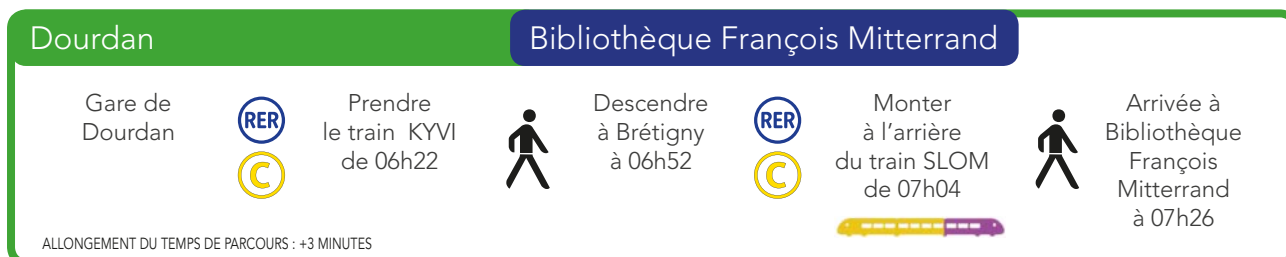 Dourdan
Bibliothèque François Mitterrand
Gare de
Dourdan
RER
C
Prendre
le train KYVI
de 06h22
Descendre
à Brétigny
à 06h52
RER
C
Monter
à l'arrière
du train SLOM
de 07h04
Arrivée à
Bibliothèque
François
Mitterrand
à 07h26
ALLONGEMENT DU TEMPS DE PARCOURS : +3 MINUTES